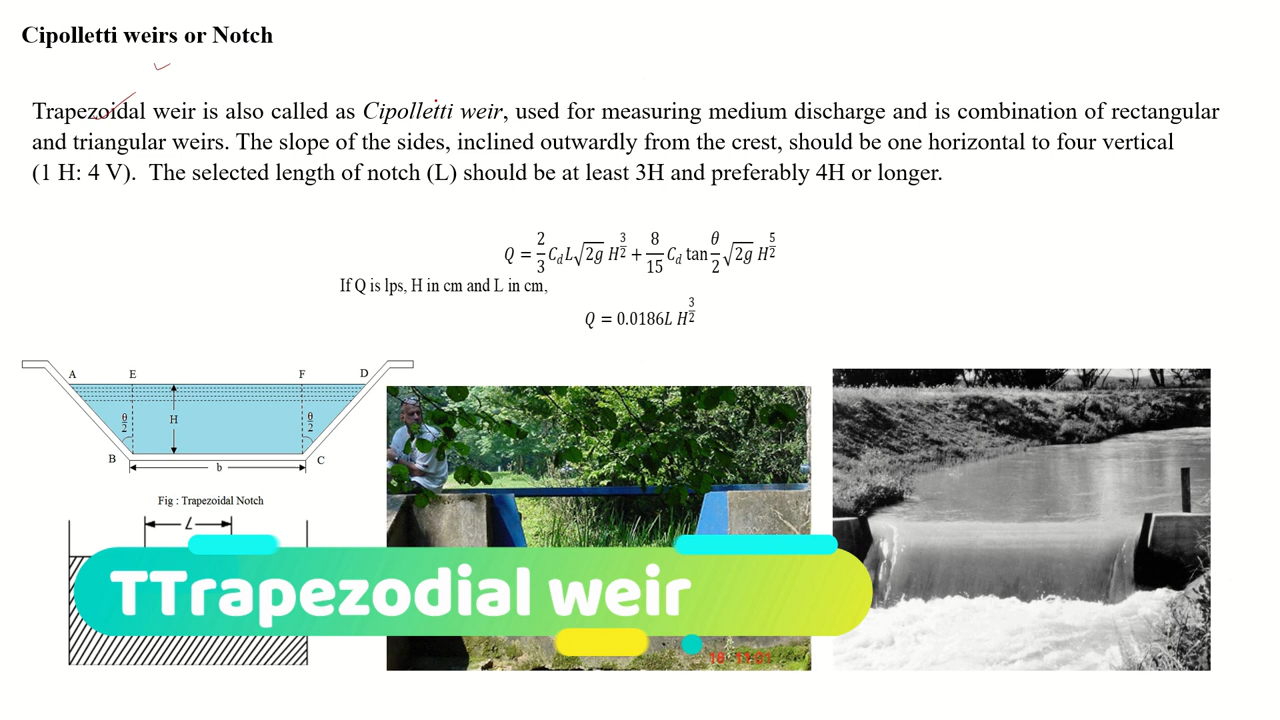 Cipolletti weirs or Notch
Trapezoidal weir is also called as Cipolletti weir, used for measuring medium discharge and is combination of rectangular
and triangular weirs. The slope of the sides, inclined outwardly from the crest, should be one horizontal to four vertical
(1 H: 4 V). The selected length of notch (L) should be at least 3H and preferably 4H or longer.
Q = 2/3 C_d L √2g H^3/2 + 8/15 C_d tan θ/2 √2g H^5/2
If Q is lps, H in cm and L in cm,
Q = 0.0186L H^3/2
A E F D
θ/2 H θ/2
B b C
Fig : Trapezoidal Notch
L
TTrapezodial weir